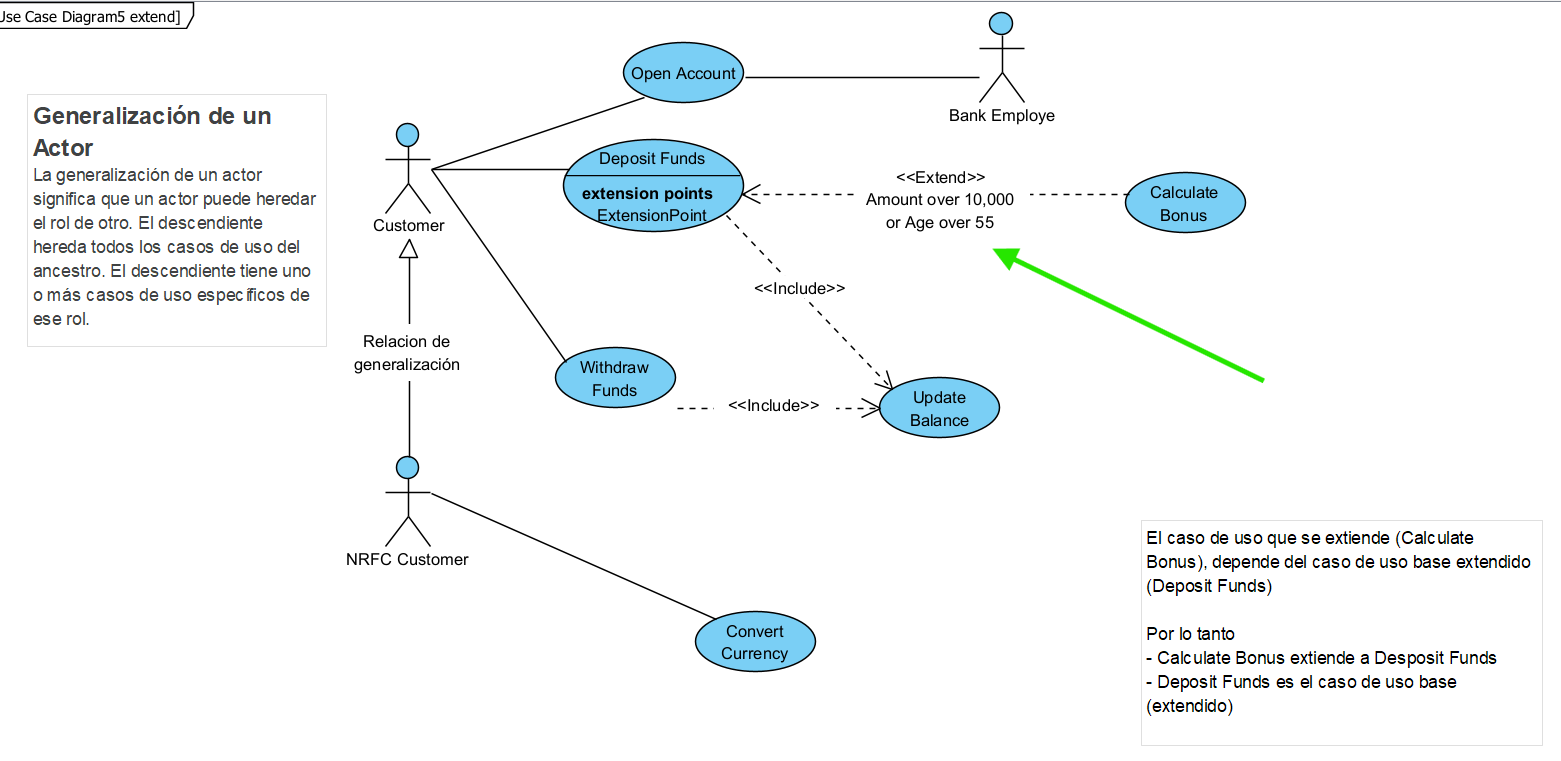 Use Case Diagram5 extend]
Generalización de un
Actor
La generalización de un actor
significa que un actor puede heredar
el rol de otro. El descendiente
hereda todos los casos de uso del
ancestro. El descendiente tiene uno
o más casos de uso específicos de
ese rol.
Open Account
Bank Employe
Customer
Deposit Funds
extension points
ExtensionPoint
<<Extend>>
Amount over 10,000
or Age over 55
Calculate
Bonus
<<Include>>
Relacion de
generalización
Withdraw
Funds
<<Include>>
Update
Balance
NRFC Customer
Convert
Currency
El caso de uso que se extiende (Calculate
Bonus), depende del caso de uso base extendido
(Deposit Funds)
Por lo tanto
- Calculate Bonus extiende a Desposit Funds
- Deposit Funds es el caso de uso base
(extendido)